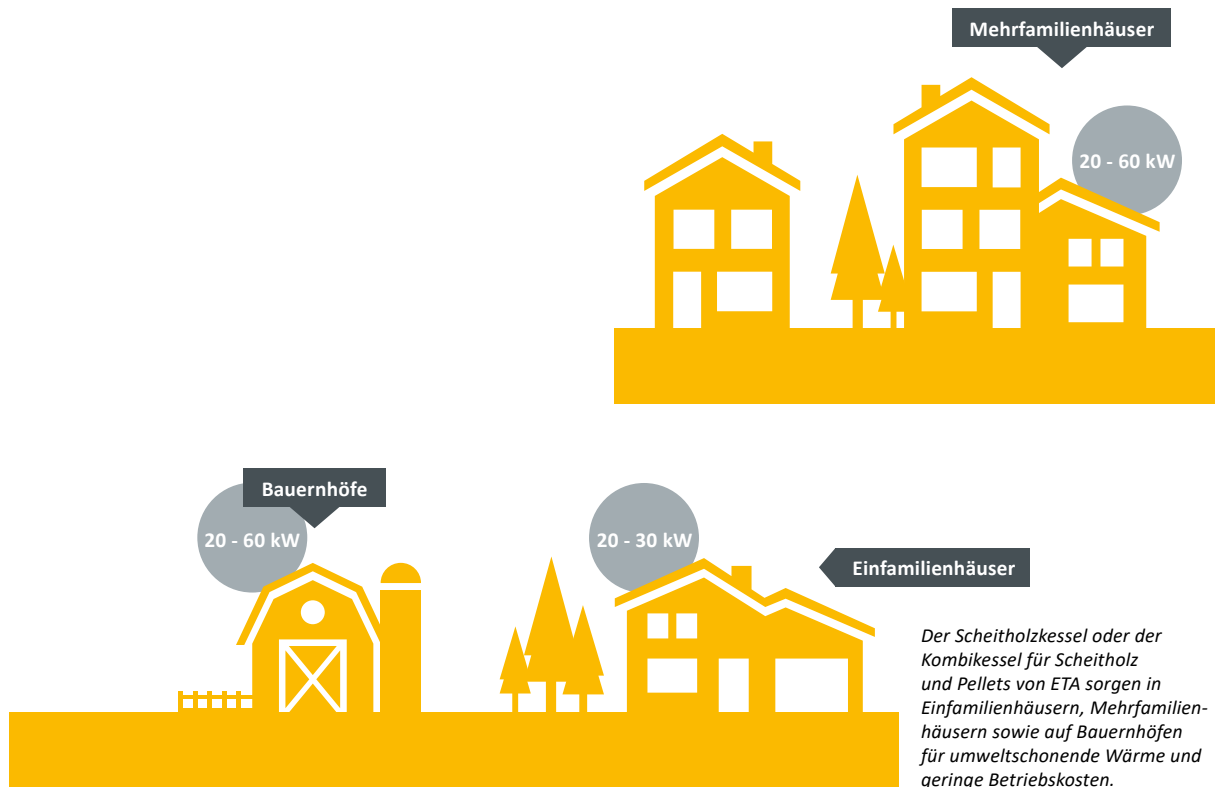 Mehrfamilienhäuser
20 - 60 kW
Bauernhöfe
20 - 60 kW
20 - 30 kW
Einfamilienhäuser
Der Scheitholzkessel oder der
Kombikessel für Scheitholz
und Pellets von ETA sorgen in
Einfamilienhäusern, Mehrfamilien-
häusern sowie auf Bauernhöfen
für umweltschonende Wärme und
geringe Betriebskosten.